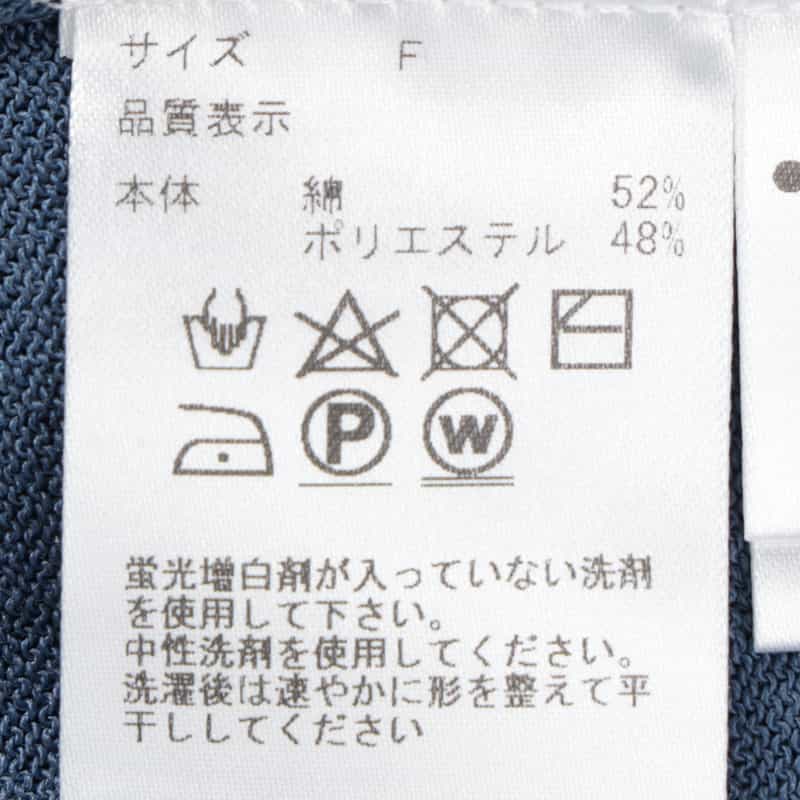 サイズ F
品質表示
本体 綿 52%
ポリエステル 48%
P W
蛍光増白剤が入っていない洗剤
を使用して下さい。
中性洗剤を使用してください。
洗濯後は速やかに形を整えて平
干ししてください